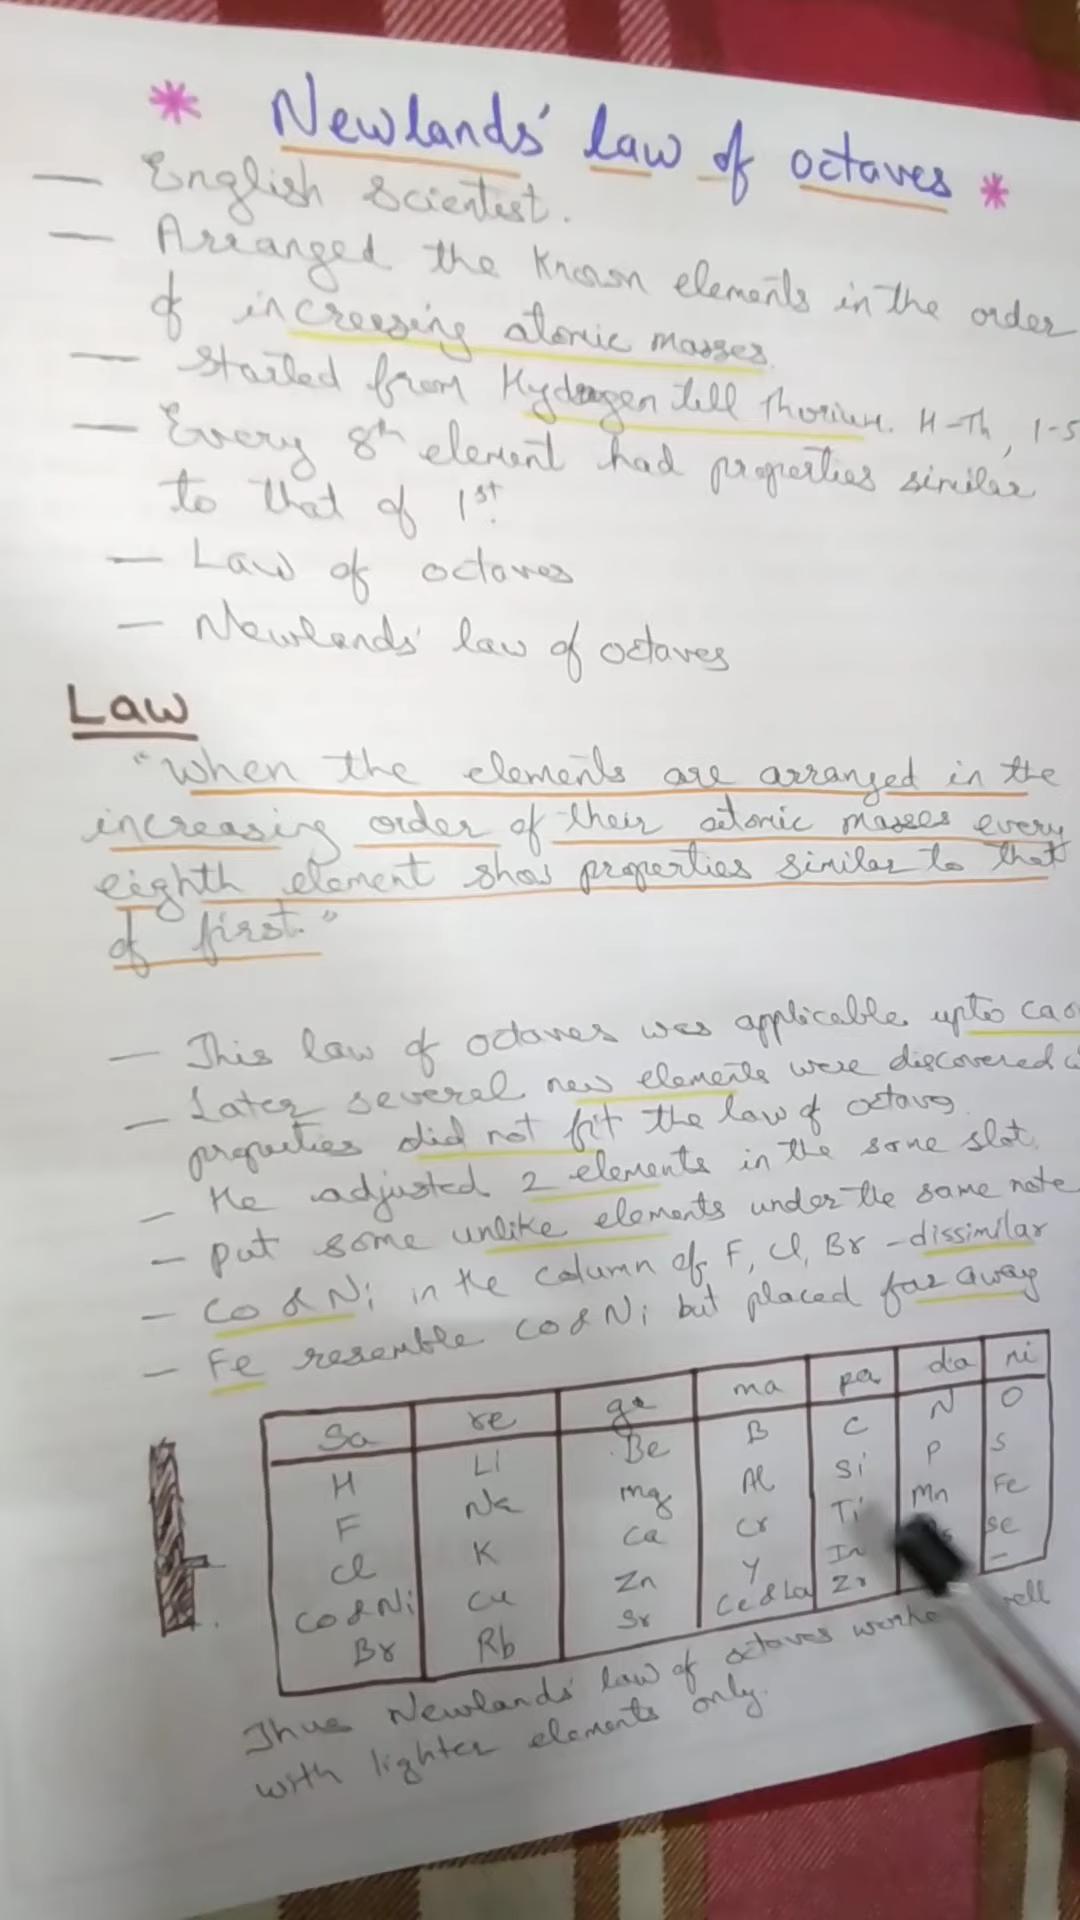 * Newlands' law of octaves *
— English Scientist.
— Arranged the known elements in the order
of increasing atomic masses.
— Started from Hydrogen till Thorium. H-Th, 1-5
— Every 8th element had properties similar
to that of 1st.
— Law of octaves
— Newlands' law of octaves
Law
"When the elements are arranged in the
increasing order of their atomic masses every
eighth element show properties similar to that
of first."
— This law of octaves was applicable upto
— Later several new elements were discovered
properties did not fit the law of octave.
— He adjusted 2 elements in the same slot.
— put some unlike elements under the same note
— Co & Ni in the column of F, Cl, Br - dissimilar
— Fe resemble Co & Ni but placed far away
Sa re ga ma pa da ni
H Li Be B C N O
F Na Mg Al Si P S
Cl K Ca Cr Ti Mn Fe
Co & Ni Cu Zn Y In Se
Br Rb Sr Ce & La Zr —
Thus Newlands' law of octaves worke
with lighter elements only.